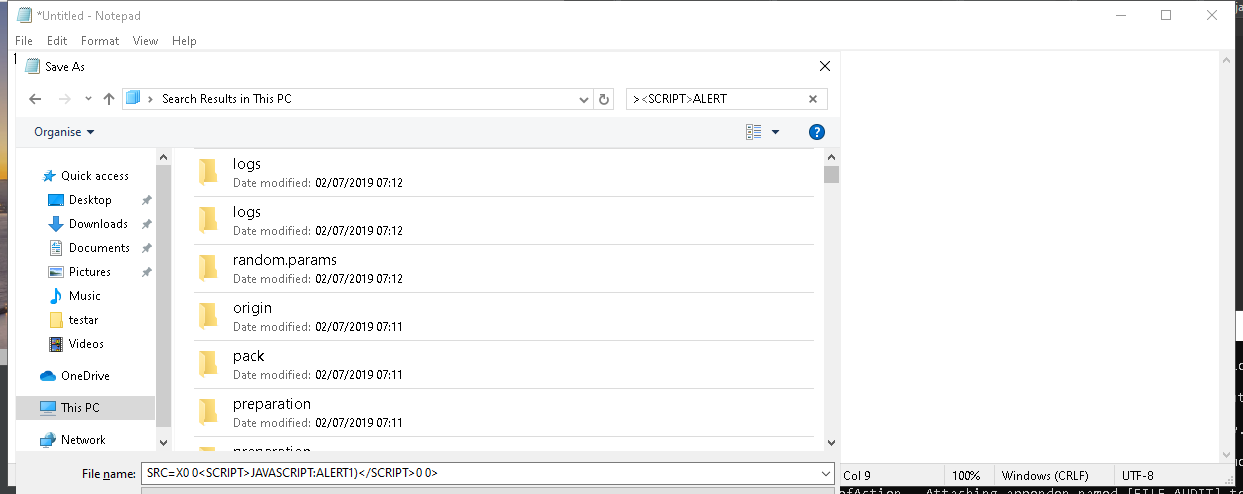 *Untitled - Notepad
File Edit Format View Help
1
Save As
Search Results in This PC
><SCRIPT>ALERT
Organise
Quick access
Desktop
Downloads
Documents
Pictures
Music
testar
Videos
OneDrive
This PC
Network
logs
Date modified: 02/07/2019 07:12
logs
Date modified: 02/07/2019 07:12
random.params
Date modified: 02/07/2019 07:12
origin
Date modified: 02/07/2019 07:11
pack
Date modified: 02/07/2019 07:11
preparation
Date modified: 02/07/2019 07:11
preparation
File name: SRC=X0 0<SCRIPT>JAVASCRIPT:ALERT1)</SCRIPT>0 0>
Col 9 100% Windows (CRLF) UTF-8
Attaching appender named [FILE_AUDIT] to